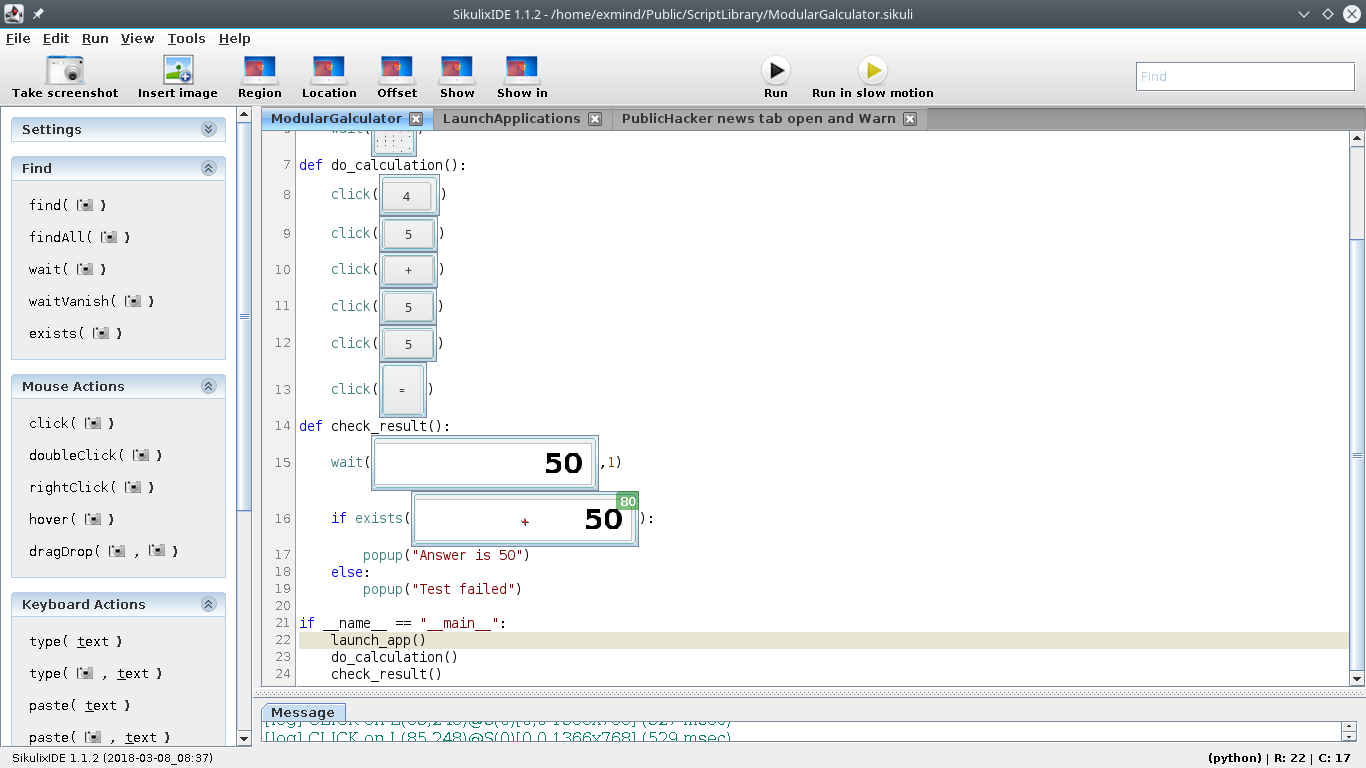 SikulixIDE 1.1.2 - /home/exmind/Public/ScriptLibrary/ModularGalculator.sikuli
File Edit Run View Tools Help
Take screenshot Insert image Region Location Offset Show Show in Run Run in slow motion Find
Settings
Find
find( )
findAll( )
wait( )
waitVanish( )
exists( )
Mouse Actions
click( )
doubleClick( )
rightClick( )
hover( )
dragDrop( , )
Keyboard Actions
type( text )
type( , text )
paste( text )
paste( , text )
ModularGalculator LaunchApplications PublicHacker news tab open and Warn
6 wait( )
7 def do_calculation():
8 click( 4 )
9 click( 5 )
10 click( + )
11 click( 5 )
12 click( 5 )
13 click( = )
14 def check_result():
15 wait( 50 ,1)
16 if exists( 50 80 ):
17 popup("Answer is 50")
18 else:
19 popup("Test failed")
20
21 if __name__ == "__main__":
22 launch_app()
23 do_calculation()
24 check_result()
Message
[log] CLICK on L(85,248)@S(0)[0,0 1366x768] (529 msec)
SikulixIDE 1.1.2 (2018-03-08_08:37) (python) | R: 22 | C: 17